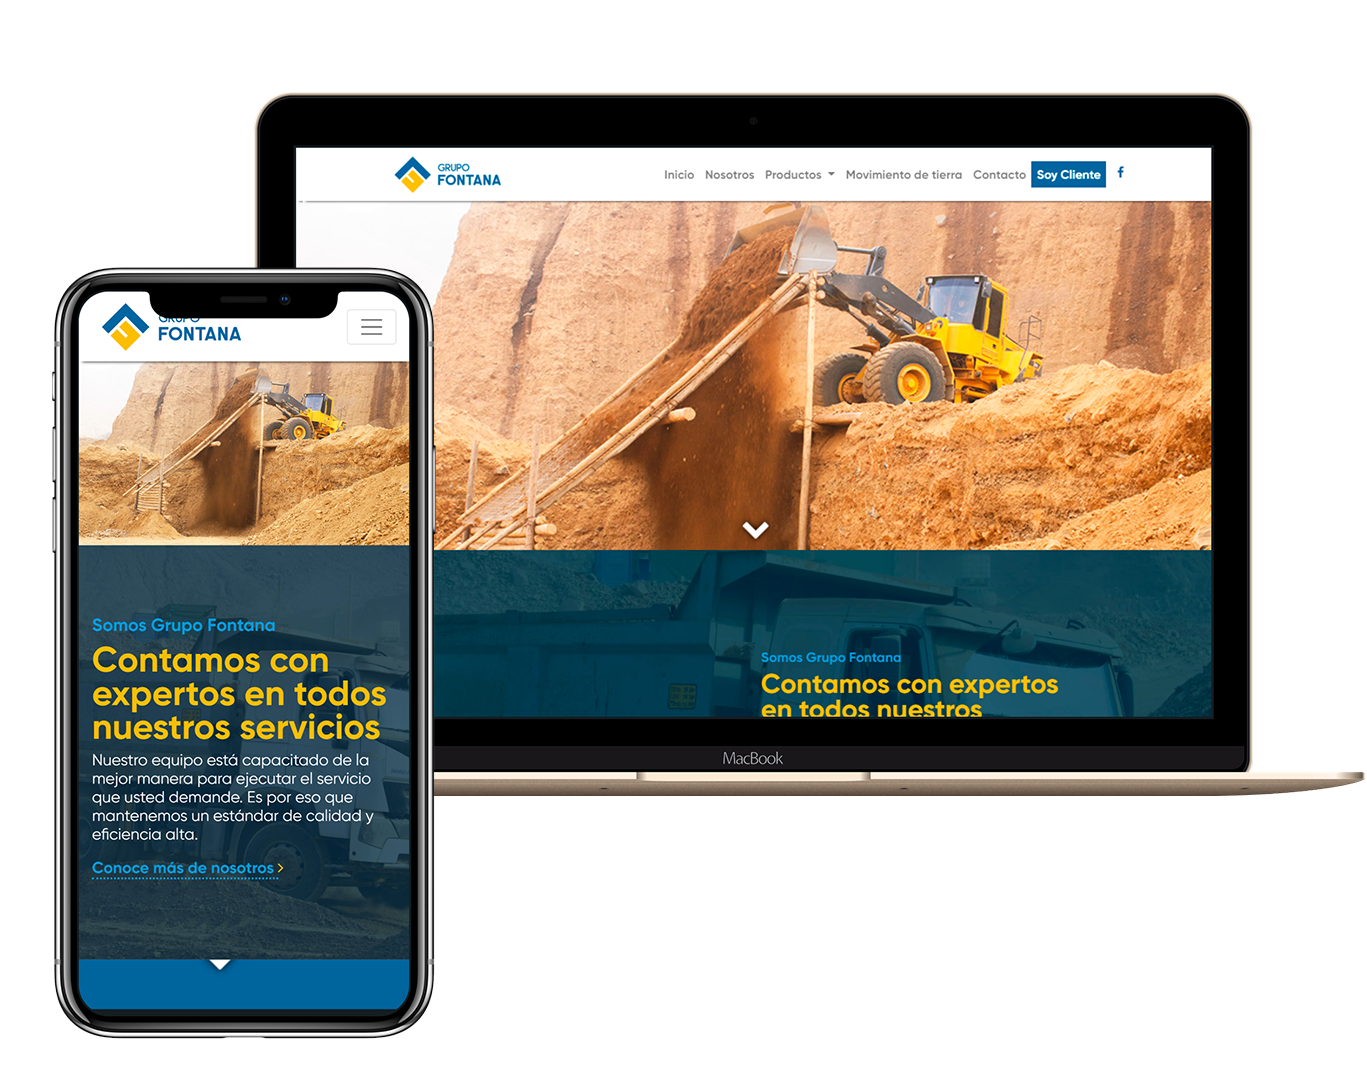 GRUPO
FONTANA
Inicio Nosotros Productos Movimiento de tierra Contacto Soy Cliente f
Somos Grupo Fontana
Contamos con expertos
en todos nuestros
MacBook
GRUPO
FONTANA
Somos Grupo Fontana
Contamos con
expertos en todos
nuestros servicios
Nuestro equipo está capacitado de la
mejor manera para ejecutar el servicio
que usted demande. Es por eso que
mantenemos un estándar de calidad y
eficiencia alta.
Conoce más de nosotros >